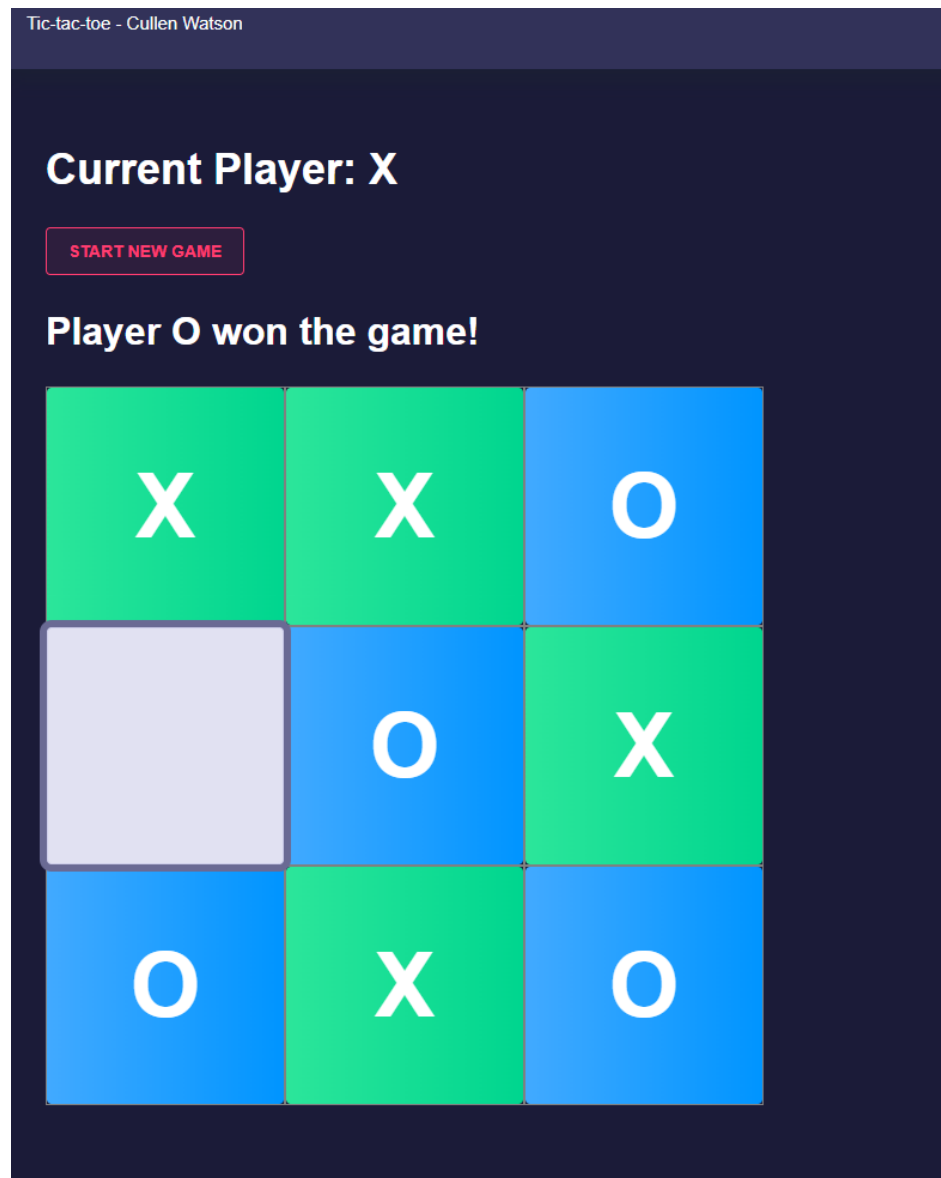 Tic-tac-toe - Cullen Watson
Current Player: X
START NEW GAME
Player O won the game!
X X O
O X
O X O